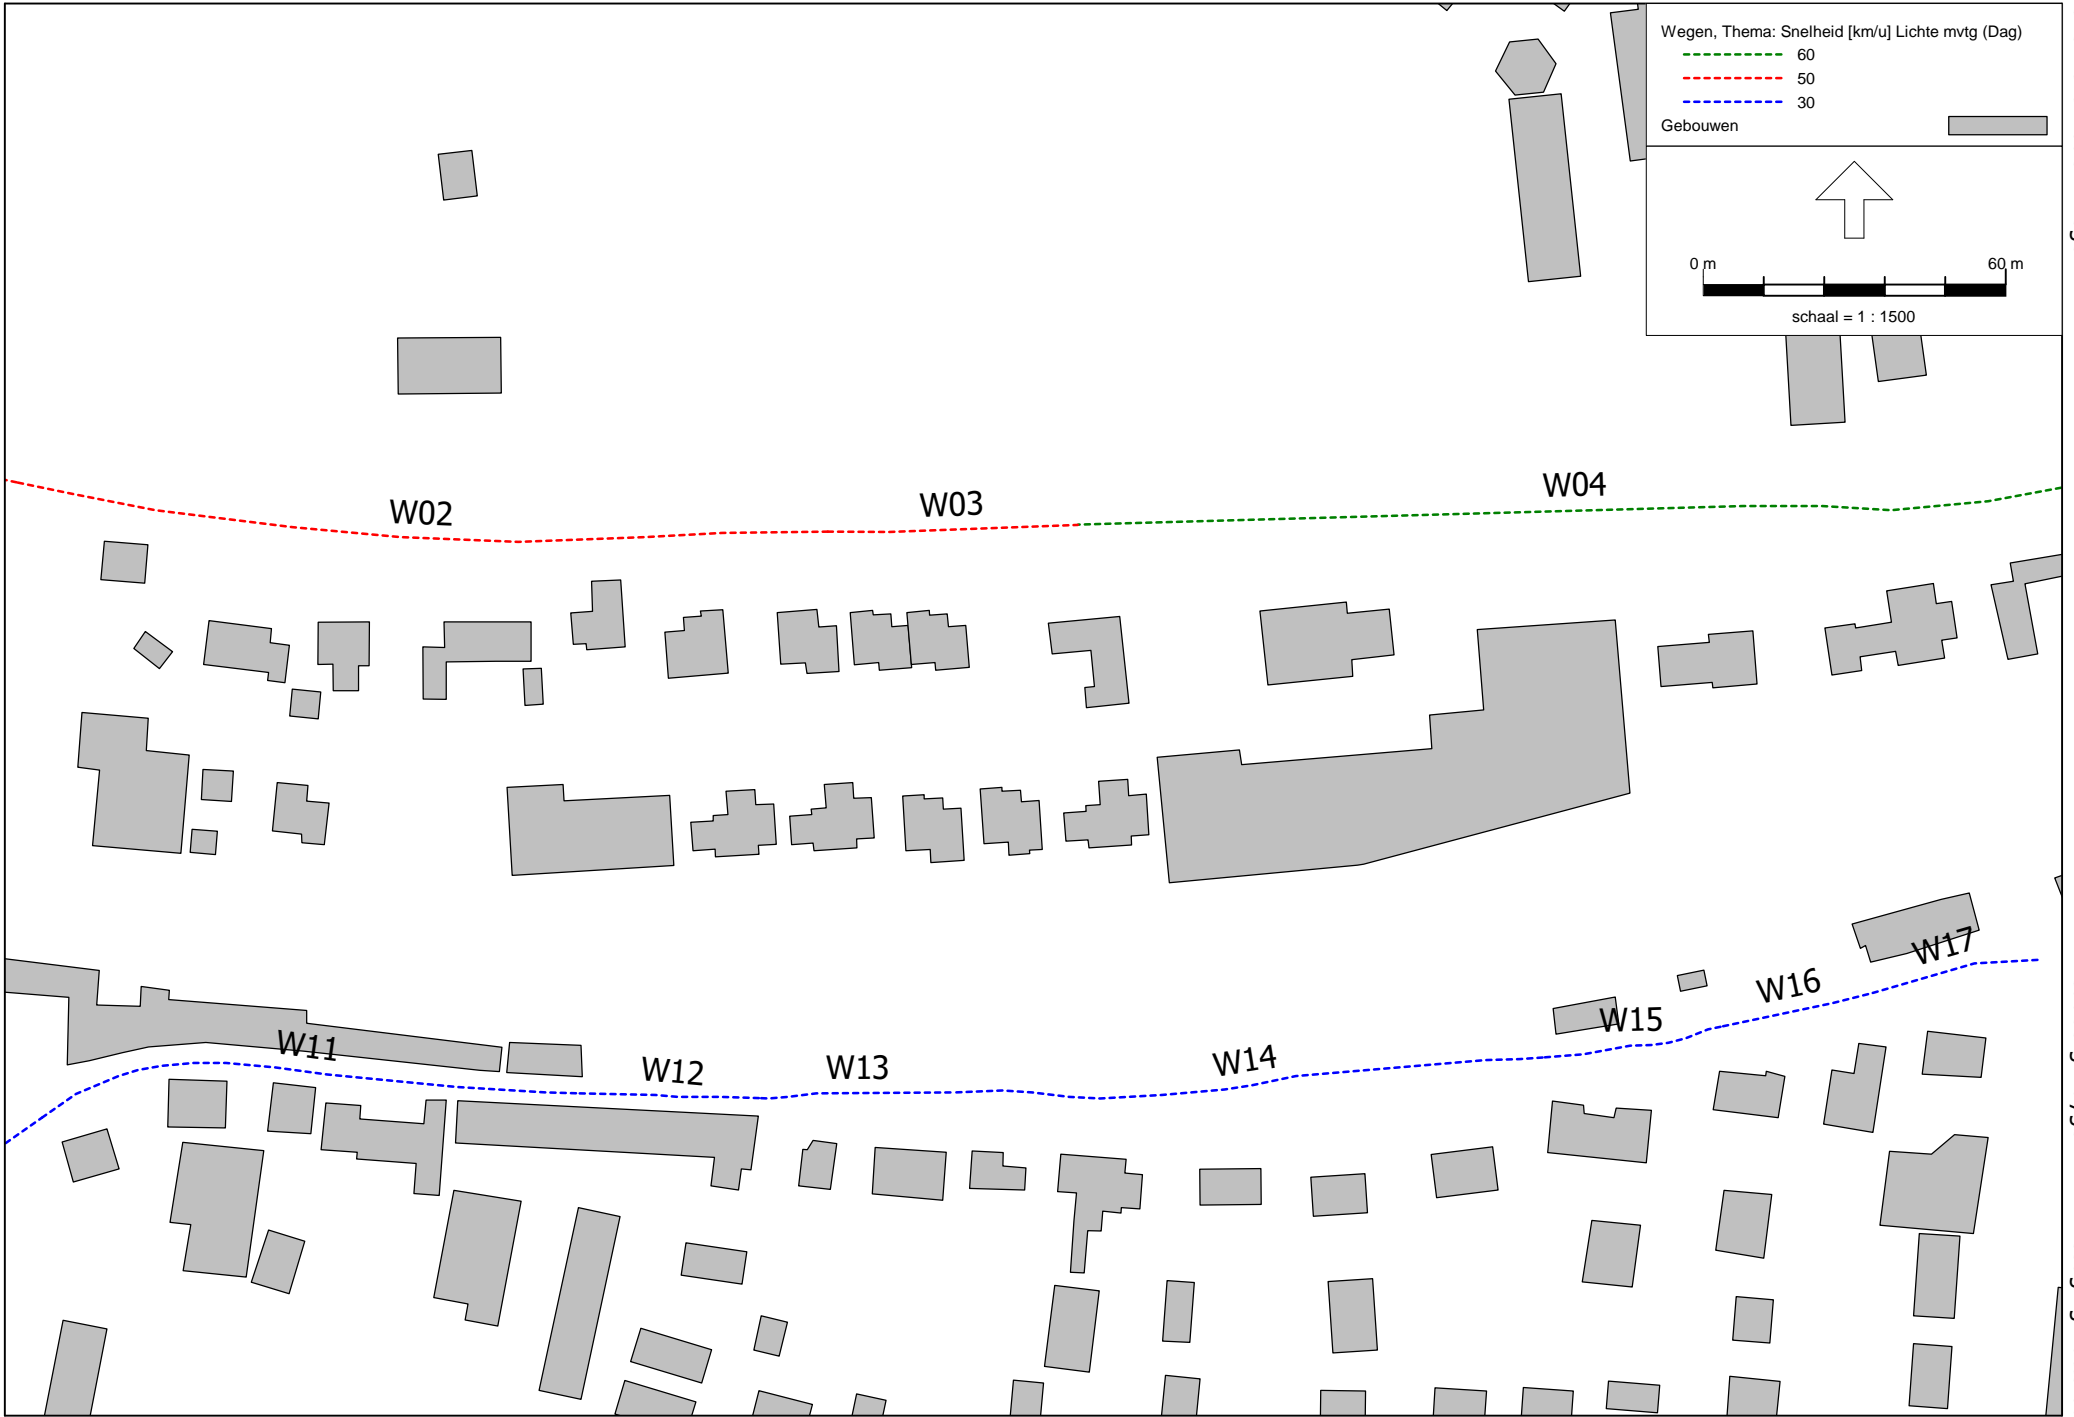 Wegen, Thema: Snelheid [km/u] Lichte mvtg (Dag)
60
50
30
Gebouwen
0 m 60 m
schaal = 1 : 1500
W04
W03
W02
W17
W16
W15
W11
W14
W13
W12